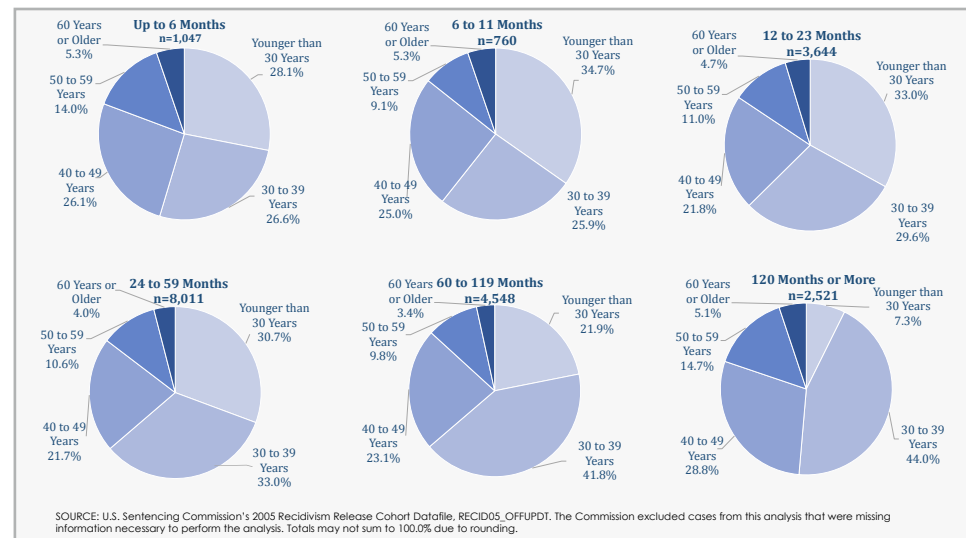 Up to 6 Months
n=1,047
60 Years
or Older
5.3%
Younger than
30 Years
28.1%
50 to 59
Years
14.0%
40 to 49
Years
26.1%
30 to 39
Years
26.6%
6 to 11 Months
n=760
60 Years
or Older
5.3%
Younger than
30 Years
34.7%
50 to 59
Years
9.1%
40 to 49
Years
25.0%
30 to 39
Years
25.9%
12 to 23 Months
n=3,644
60 Years
or Older
4.7%
Younger than
30 Years
33.0%
50 to 59
Years
11.0%
40 to 49
Years
21.8%
30 to 39
Years
29.6%
24 to 59 Months
n=8,011
60 Years or
Older
4.0%
Younger than
30 Years
30.7%
50 to 59
Years
10.6%
40 to 49
Years
21.7%
30 to 39
Years
33.0%
60 to 119 Months
n=4,548
60 Years
or Older
3.4%
Younger than
30 Years
21.9%
50 to 59
Years
9.8%
40 to 49
Years
23.1%
30 to 39
Years
41.8%
120 Months or More
n=2,521
60 Years
or Older
5.1%
Younger than
30 Years
7.3%
50 to 59
Years
14.7%
40 to 49
Years
28.8%
30 to 39
Years
44.0%
SOURCE: U.S. Sentencing Commission's 2005 Recidivism Release Cohort Datafile, RECID05_OFFUPDT. The Commission excluded cases from this analysis that were missing
information necessary to perform the analysis. Totals may not sum to 100.0% due to rounding.